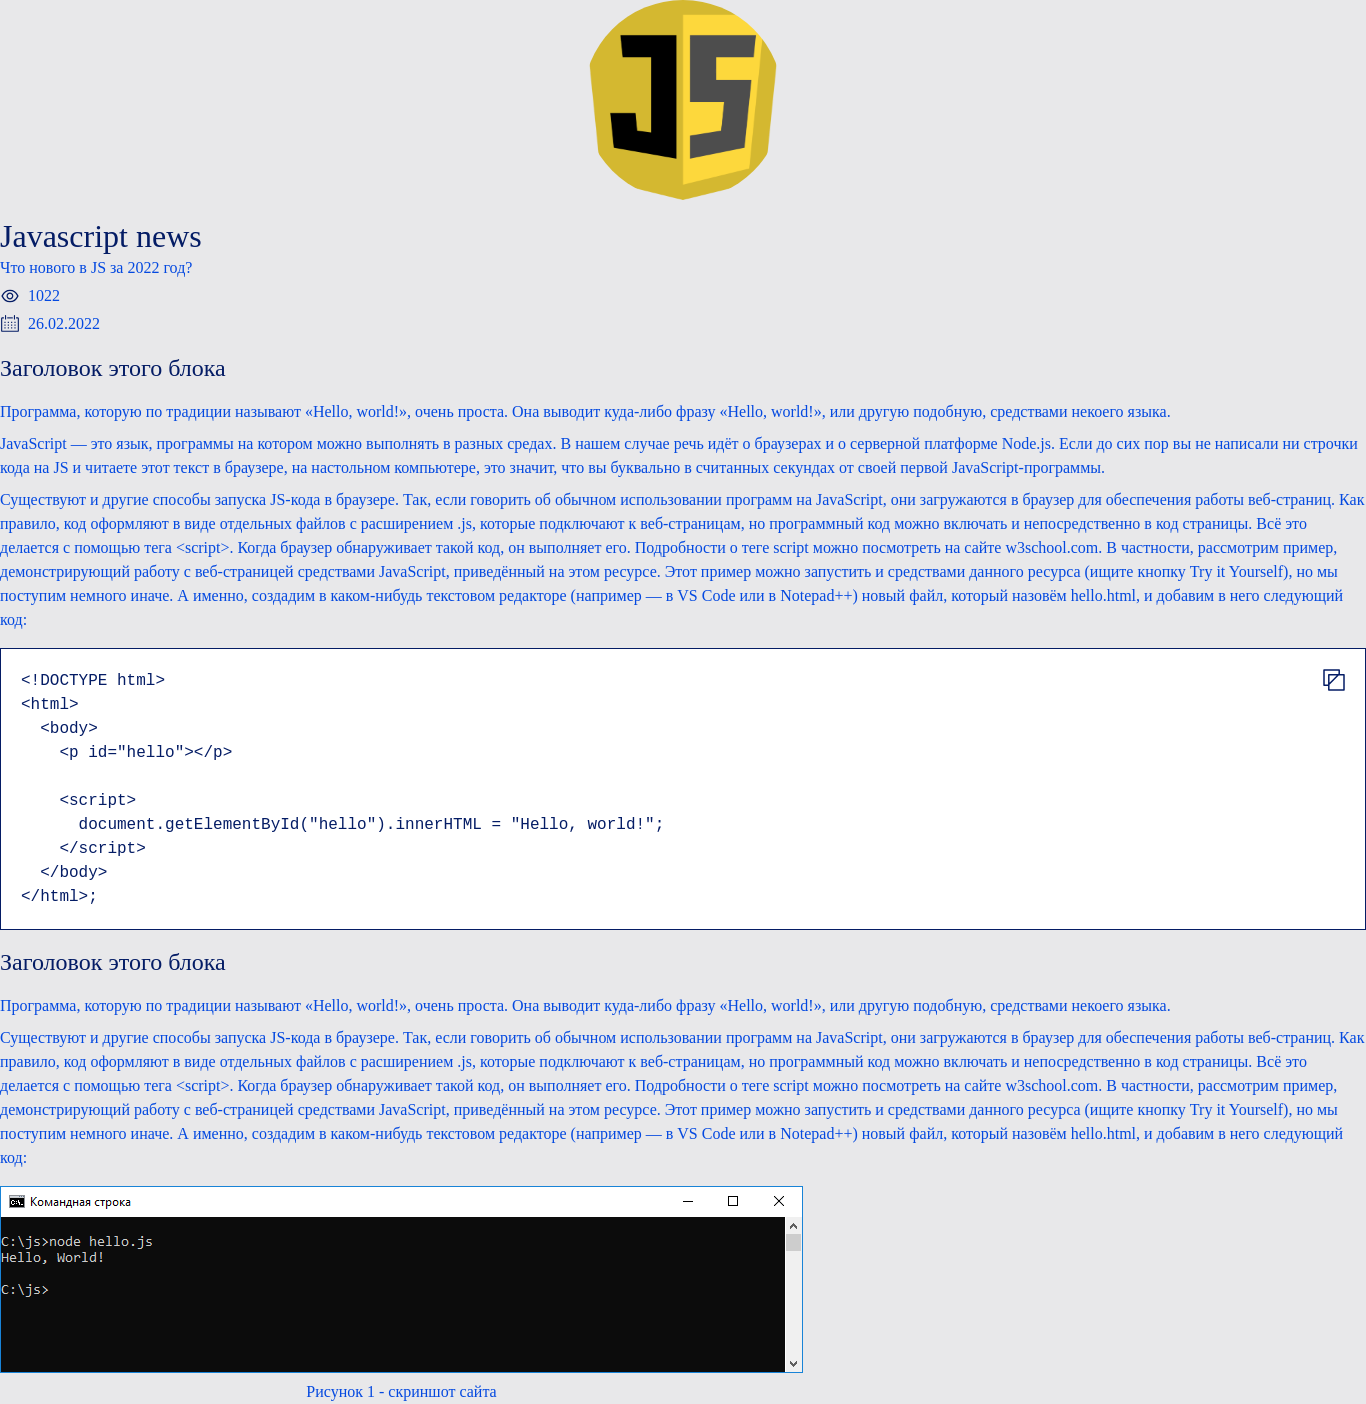 JS
Javascript news
Что нового в JS за 2022 год?
1022
26.02.2022
Заголовок этого блока
Программа, которую по традиции называют «Hello, world!», очень проста. Она выводит куда-либо фразу «Hello, world!», или другую подобную, средствами некоего языка.
JavaScript — это язык, программы на котором можно выполнять в разных средах. В нашем случае речь идёт о браузерах и о серверной платформе Node.js. Если до сих пор вы не написали ни строчки
кода на JS и читаете этот текст в браузере, на настольном компьютере, это значит, что вы буквально в считанных секундах от своей первой JavaScript-программы.
Существуют и другие способы запуска JS-кода в браузере. Так, если говорить об обычном использовании программ на JavaScript, они загружаются в браузер для обеспечения работы веб-страниц. Как
правило, код оформляют в виде отдельных файлов с расширением .js, которые подключают к веб-страницам, но программный код можно включать и непосредственно в код страницы. Всё это
делается с помощью тега <script>. Когда браузер обнаруживает такой код, он выполняет его. Подробности о теге script можно посмотреть на сайте w3school.com. В частности, рассмотрим пример,
демонстрирующий работу с веб-страницей средствами JavaScript, приведённый на этом ресурсе. Этот пример можно запустить и средствами данного ресурса (ищите кнопку Try it Yourself), но мы
поступим немного иначе. А именно, создадим в каком-нибудь текстовом редакторе (например — в VS Code или в Notepad++) новый файл, который назовём hello.html, и добавим в него следующий
код:
<!DOCTYPE html>
<html>
  <body>
    <p id="hello"></p>

    <script>
      document.getElementById("hello").innerHTML = "Hello, world!";
    </script>
  </body>
</html>;
Заголовок этого блока
Программа, которую по традиции называют «Hello, world!», очень проста. Она выводит куда-либо фразу «Hello, world!», или другую подобную, средствами некоего языка.
Существуют и другие способы запуска JS-кода в браузере. Так, если говорить об обычном использовании программ на JavaScript, они загружаются в браузер для обеспечения работы веб-страниц. Как
правило, код оформляют в виде отдельных файлов с расширением .js, которые подключают к веб-страницам, но программный код можно включать и непосредственно в код страницы. Всё это
делается с помощью тега <script>. Когда браузер обнаруживает такой код, он выполняет его. Подробности о теге script можно посмотреть на сайте w3school.com. В частности, рассмотрим пример,
демонстрирующий работу с веб-страницей средствами JavaScript, приведённый на этом ресурсе. Этот пример можно запустить и средствами данного ресурса (ищите кнопку Try it Yourself), но мы
поступим немного иначе. А именно, создадим в каком-нибудь текстовом редакторе (например — в VS Code или в Notepad++) новый файл, который назовём hello.html, и добавим в него следующий
код:
Командная строка
C:\js>node hello.js
Hello, World!
C:\js>
Рисунок 1 - скриншот сайта